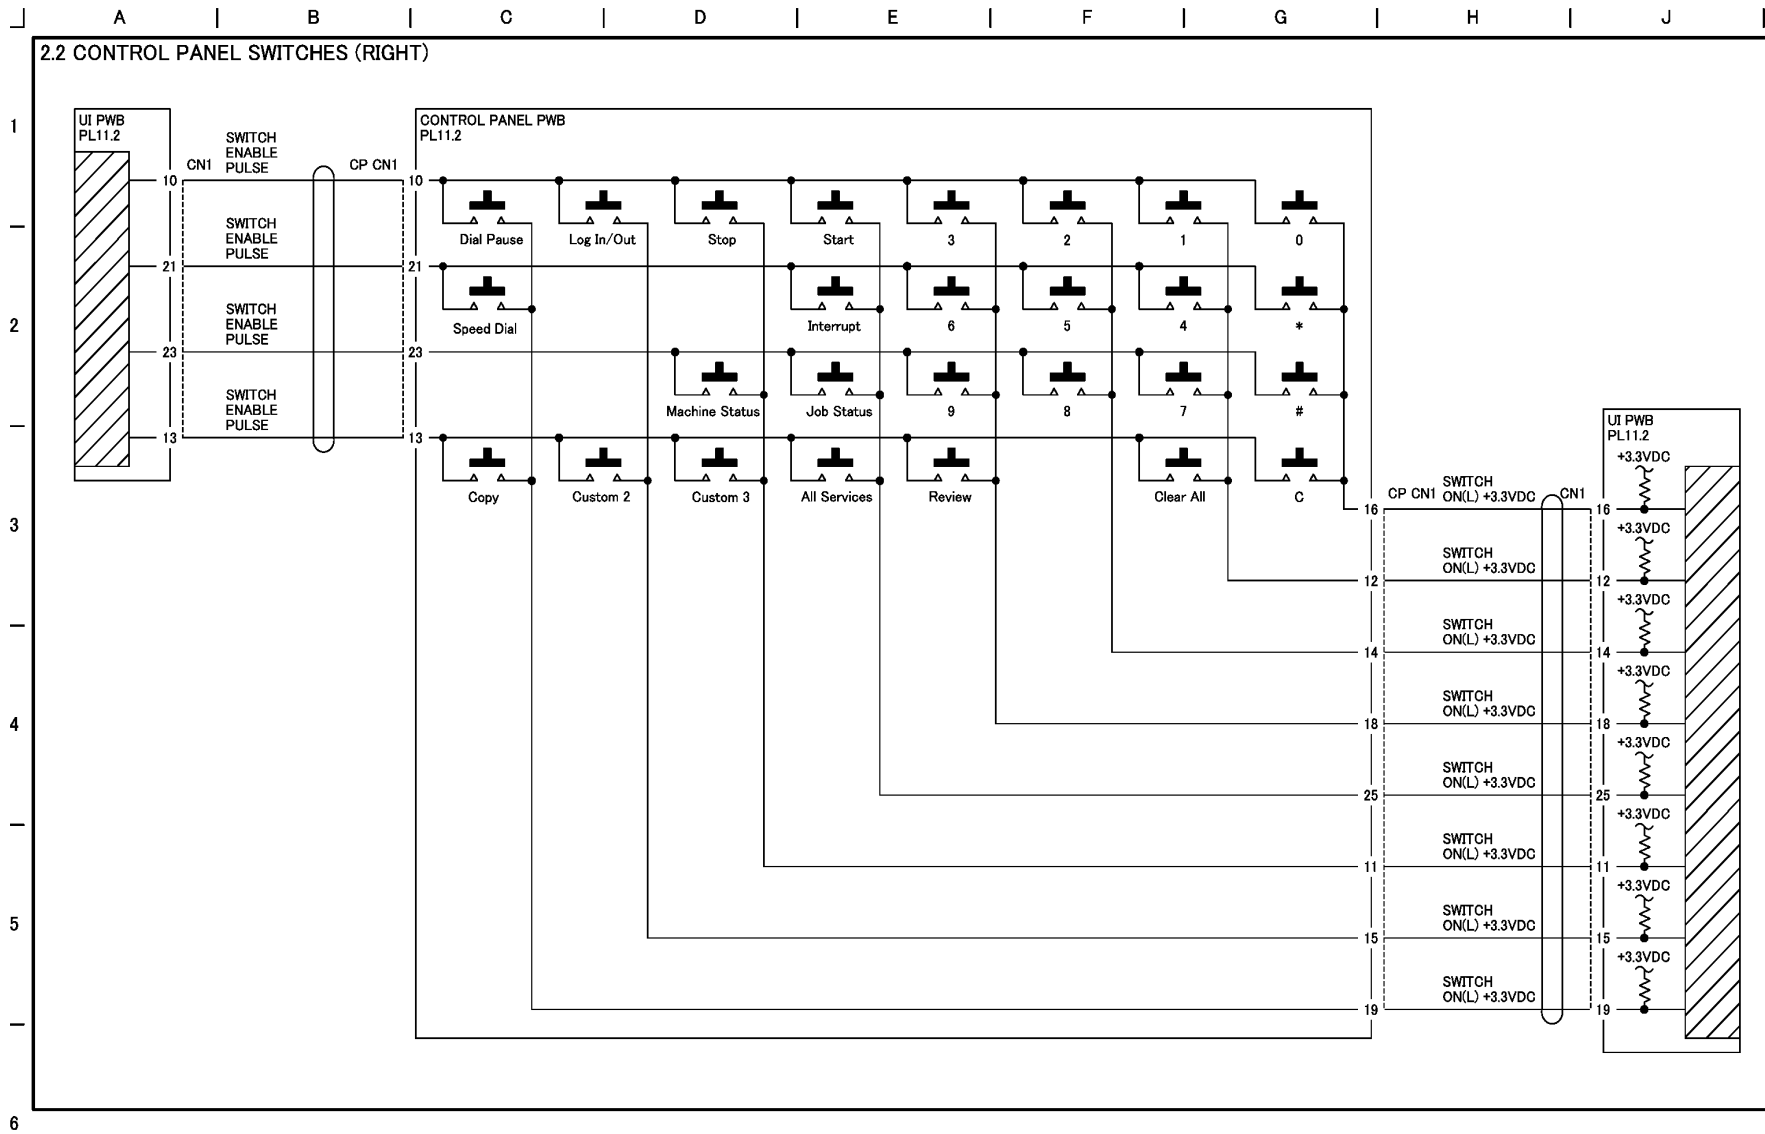 A B C D E F G H J
2.2 CONTROL PANEL SWITCHES (RIGHT)
1
UI PWB
PL11.2
CN1
SWITCH
ENABLE
PULSE
CP CN1
CONTROL PANEL PWB
PL11.2
10 10
Dial Pause Log In/Out Stop Start 3 2 1 0
SWITCH
ENABLE
PULSE
21 21
Speed Dial Interrupt 6 5 4 *
2
SWITCH
ENABLE
PULSE
23 23
Machine Status Job Status 9 8 7 #
SWITCH
ENABLE
PULSE
13 13
Copy Custom 2 Custom 3 All Services Review Clear All C
UI PWB
PL11.2
3
CP CN1
SWITCH
ON(L) +3.3VDC
CN1
+3.3VDC
16 16
SWITCH
ON(L) +3.3VDC
+3.3VDC
12 12
SWITCH
ON(L) +3.3VDC
+3.3VDC
14 14
4
SWITCH
ON(L) +3.3VDC
+3.3VDC
18 18
SWITCH
ON(L) +3.3VDC
+3.3VDC
25 25
SWITCH
ON(L) +3.3VDC
+3.3VDC
11 11
5
SWITCH
ON(L) +3.3VDC
+3.3VDC
15 15
SWITCH
ON(L) +3.3VDC
+3.3VDC
19 19
6